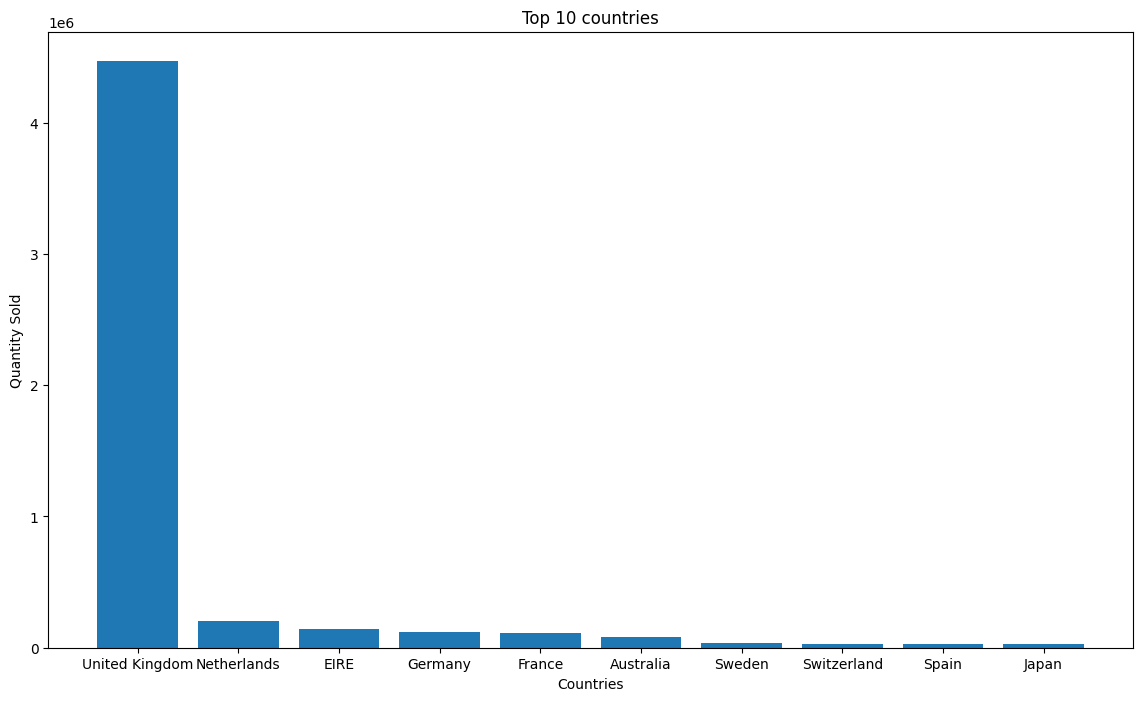 Top 10 countries
1e6
4
3
2
1
0
Quantity Sold
United Kingdom Netherlands EIRE Germany France Australia Sweden Switzerland Spain Japan
Countries